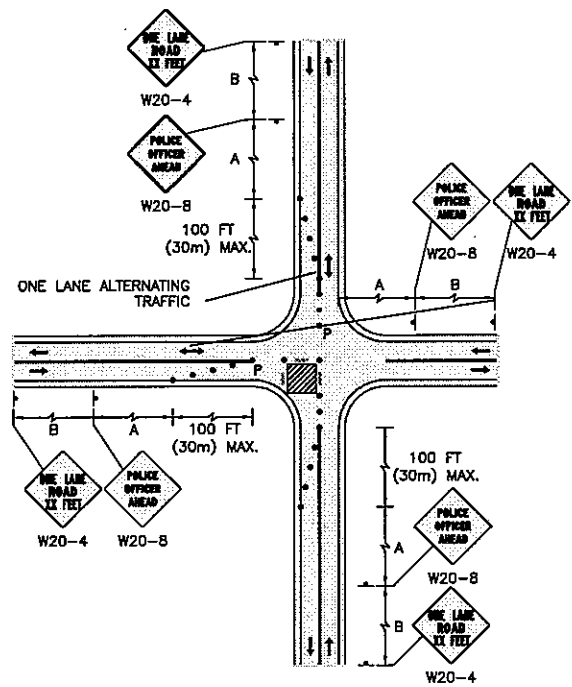 ONE LANE
ROAD
XX FEET
W20-4
B
POLICE
OFFICER
AHEAD
W20-8
A
100 FT
(30m) MAX.
ONE LANE ALTERNATING
TRAFFIC
POLICE
OFFICER
AHEAD
W20-8
ONE LANE
ROAD
XX FEET
W20-4
A
B
P
P
B
A
100 FT
(30m) MAX.
ONE LANE
ROAD
XX FEET
W20-4
POLICE
OFFICER
AHEAD
W20-8
100 FT
(30m) MAX.
A
POLICE
OFFICER
AHEAD
W20-8
B
ONE LANE
ROAD
XX FEET
W20-4